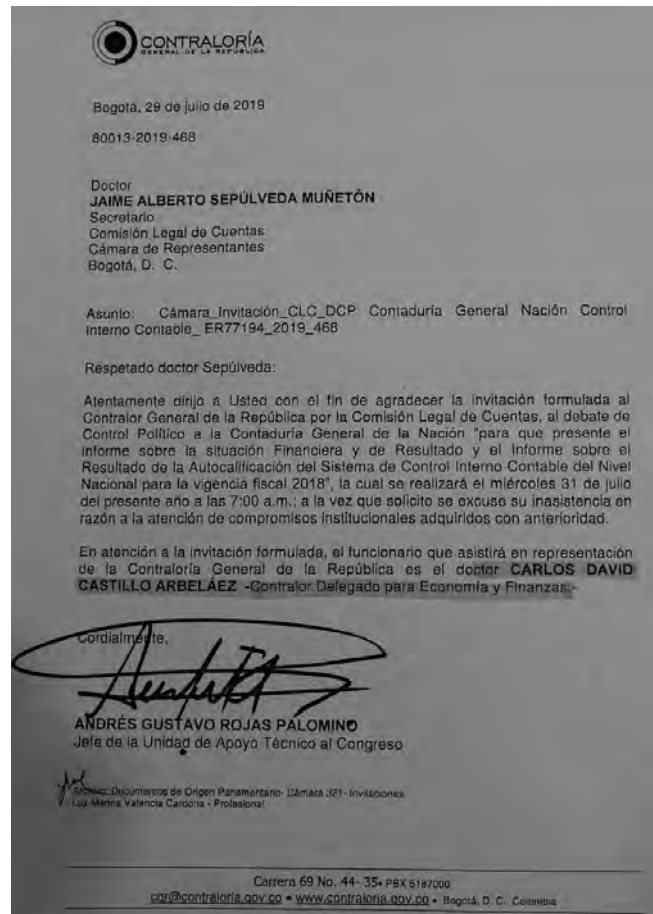 CONTRALORÍA
GENERAL DE LA REPÚBLICA
Bogotá, 29 de julio de 2019
80013-2019-468
Doctor
JAIME ALBERTO SEPÚLVEDA MUÑETÓN
Secretario
Comisión Legal de Cuentas
Cámara de Representantes
Bogotá, D. C.
Asunto: Cámara_Invitación_CLC_DCP Contaduría General Nación Control
Interno Contable_ ER77194_2019_468
Respetado doctor Sepúlveda:
Atentamente dirijo a Usted con el fin de agradecer la invitación formulada al
Contralor General de la República por la Comisión Legal de Cuentas, al debate de
Control Político a la Contaduría General de la Nación "para que presente el
informe sobre la situación Financiera y de Resultado y el Informe sobre el
Resultado de la Autocalificación del Sistema de Control Interno Contable del Nivel
Nacional para la vigencia fiscal 2018", la cual se realizará el miércoles 31 de julio
del presente año a las 7:00 a.m.; a la vez que solicito se excuse su inasistencia en
razón a la atención de compromisos institucionales adquiridos con anterioridad.
En atención a la invitación formulada, el funcionario que asistirá en representación
de la Contraloría General de la República es el doctor CARLOS DAVID
CASTILLO ARBELÁEZ -Contralor Delegado para Economía y Finanzas.-
Cordialmente,
ANDRÉS GUSTAVO ROJAS PALOMINO
Jefe de la Unidad de Apoyo Técnico al Congreso
Archivo: Documentos de Origen Parlamentario- Cámara 321- Invitaciones
Luz Marina Valencia Cardona - Profesional
Carrera 69 No. 44- 35• PBX 5187000
cgr@contraloria.gov.co • www.contraloria.gov.co • Bogotá, D. C. Colombia